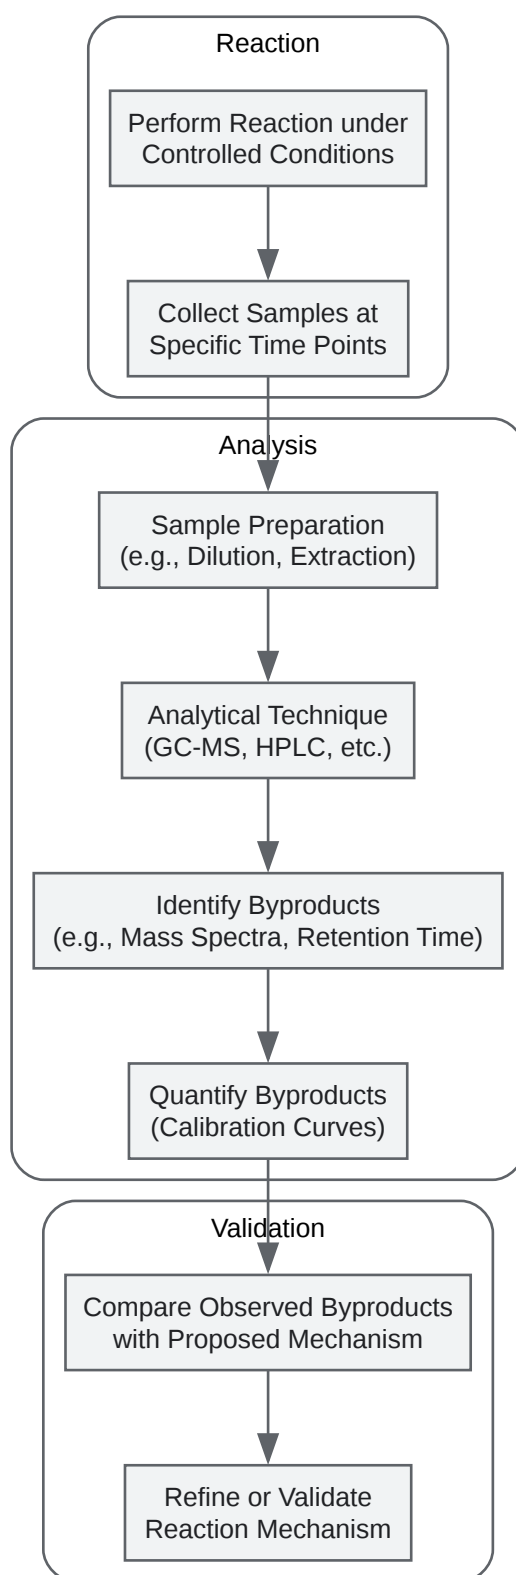 Reaction
Perform Reaction under
Controlled Conditions
Collect Samples at
Specific Time Points
Analysis
Sample Preparation
(e.g., Dilution, Extraction)
Analytical Technique
(GC-MS, HPLC, etc.)
Identify Byproducts
(e.g., Mass Spectra, Retention Time)
Quantify Byproducts
(Calibration Curves)
Validation
Compare Observed Byproducts
with Proposed Mechanism
Refine or Validate
Reaction Mechanism